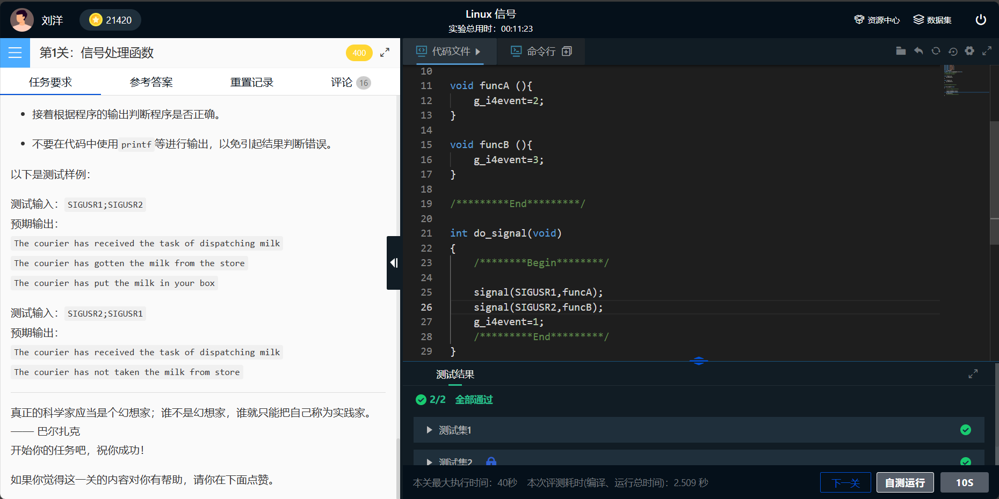 刘洋
21420
Linux 信号
实验总用时：00:11:23
资源中心
数据集
第1关：信号处理函数
400
任务要求
参考答案
重置记录
评论 16
接着根据程序的输出判断程序是否正确。
不要在代码中使用 printf 等进行输出，以免引起结果判断错误。
以下是测试样例：
测试输入：SIGUSR1;SIGUSR2
预期输出：
The courier has received the task of dispatching milk
The courier has gotten the milk from the store
The courier has put the milk in your box
测试输入：SIGUSR2;SIGUSR1
预期输出：
The courier has received the task of dispatching milk
The courier has not taken the milk from store
真正的科学家应当是个幻想家；谁不是幻想家，谁就只能把自己称为实践家。
—— 巴尔扎克
开始你的任务吧，祝你成功！
如果你觉得这一关的内容对你有帮助，请你在下面点赞。
代码文件
命令行
10
11 void funcA (){
12 g_i4event=2;
13 }
14
15 void funcB (){
16 g_i4event=3;
17 }
18
19 /*********End*********/
20
21 int do_signal(void)
22 {
23 /********Begin********/
24
25 signal(SIGUSR1,funcA);
26 signal(SIGUSR2,funcB);
27 g_i4event=1;
28 /*********End*********/
29 }
测试结果
2/2 全部通过
测试集1
测试集2
本关最大执行时间：40秒 本次评测耗时(编译、运行总时间)：2.509 秒
下一关
自测运行
10S